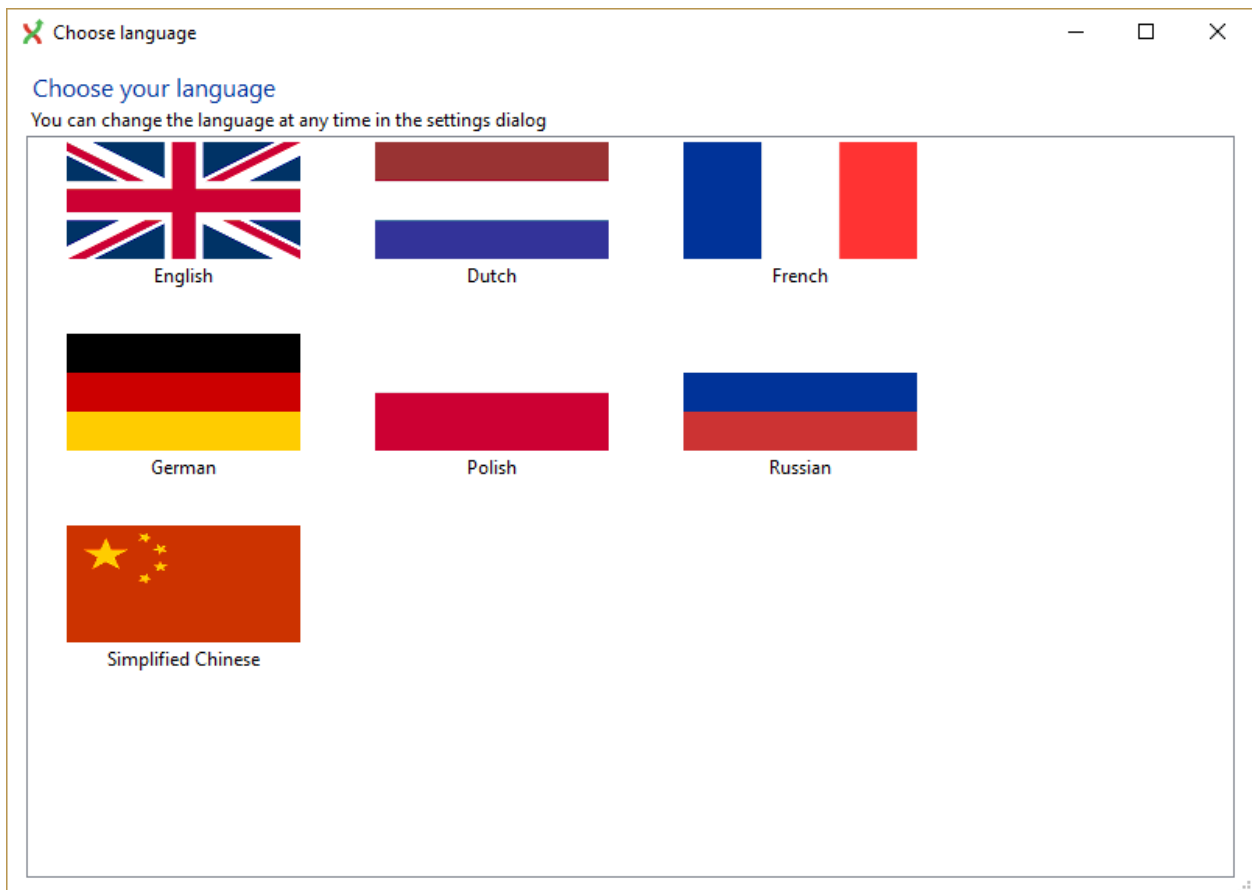 Choose language
Choose your language
You can change the language at any time in the settings dialog
English
Dutch
French
German
Polish
Russian
Simplified Chinese